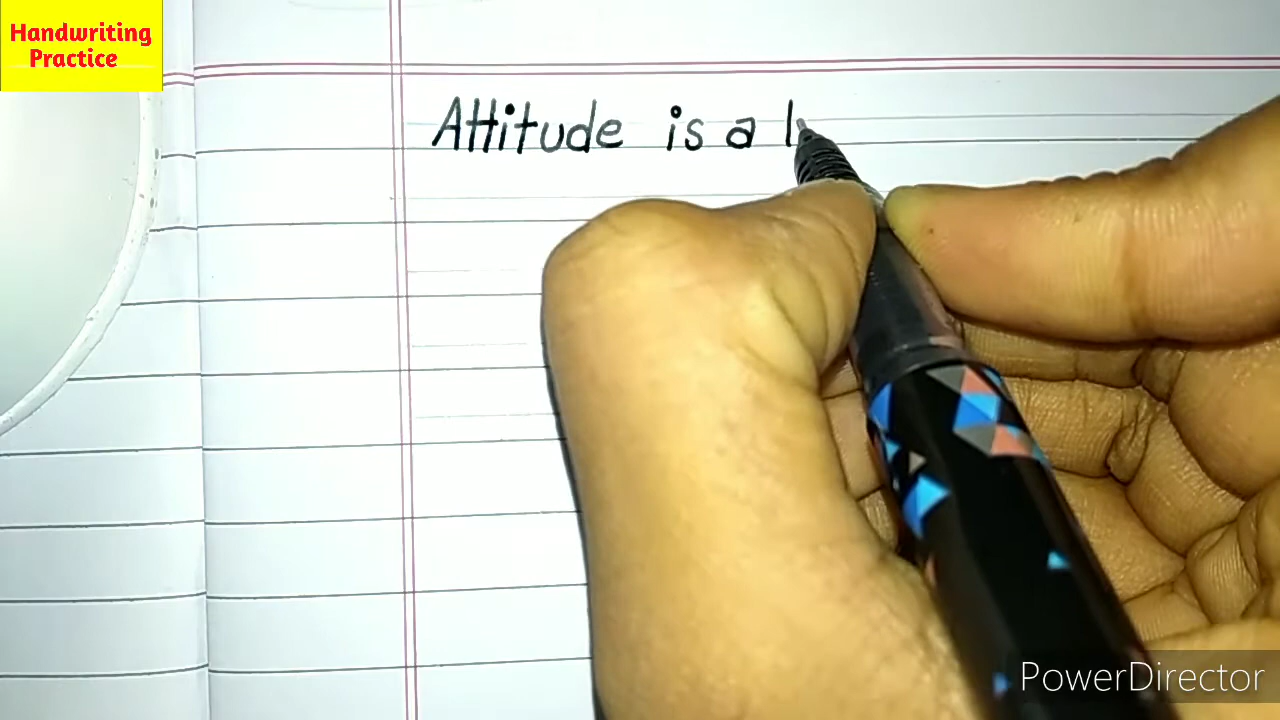 Handwriting
Practice
Attitude is a
PowerDirector